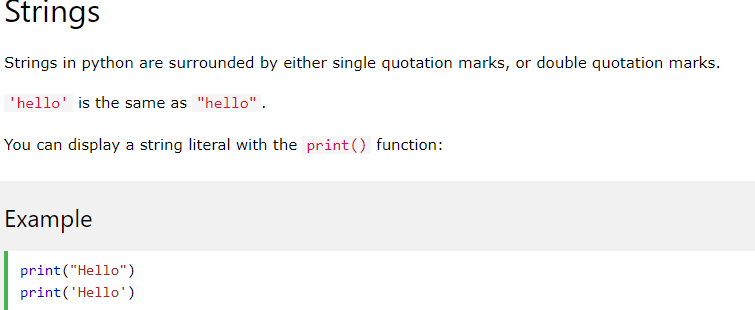 Strings
Strings in python are surrounded by either single quotation marks, or double quotation marks.
'hello' is the same as "hello".
You can display a string literal with the print() function:
Example
print("Hello")
print('Hello')